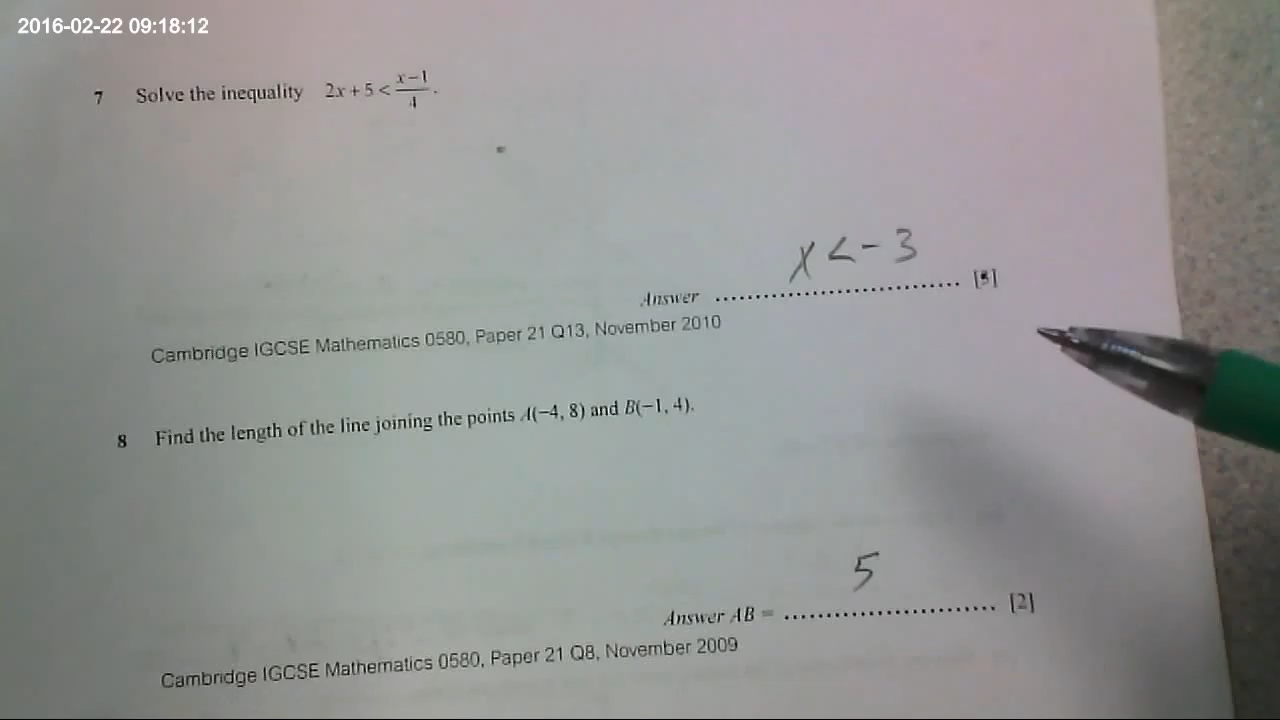 2016-02-22 09:18:12
7 Solve the inequality 2x + 5 < (x − 1)/4 .
x < - 3
Answer ............................... [3]
Cambridge IGCSE Mathematics 0580, Paper 21 Q13, November 2010
8 Find the length of the line joining the points A(−4, 8) and B(−1, 4).
5
Answer AB = ........................... [2]
Cambridge IGCSE Mathematics 0580, Paper 21 Q8, November 2009